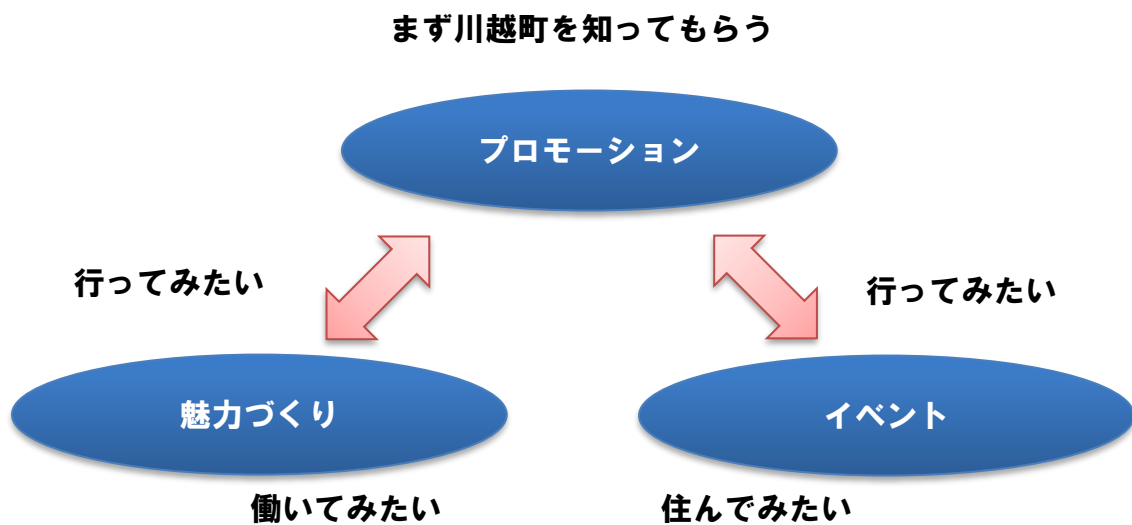 まず川越町を知ってもらう
プロモーション
行ってみたい
行ってみたい
魅力づくり
イベント
働いてみたい
住んでみたい